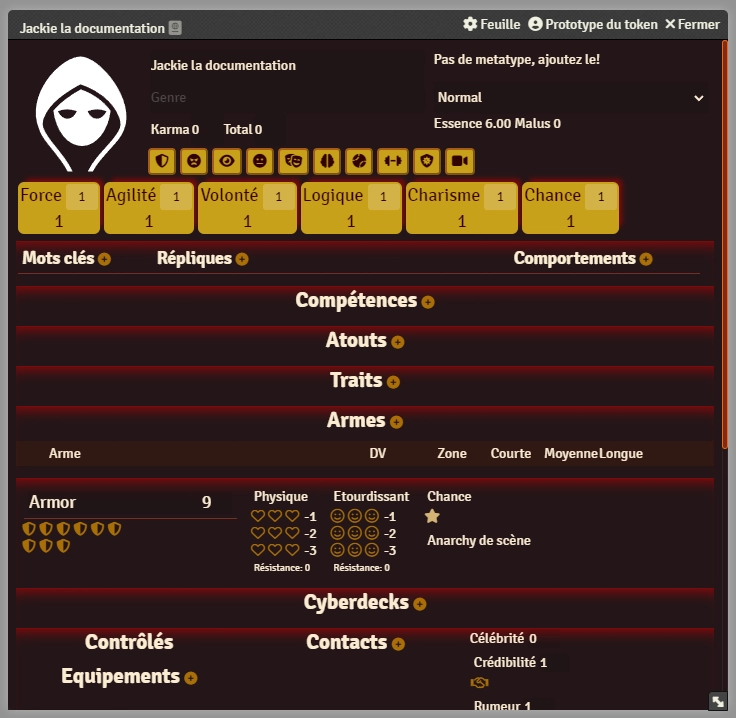 Jackie la documentation
Feuille Prototype du token Fermer
Jackie la documentation
Pas de metatype, ajoutez le!
Genre
Normal
Karma 0 Total 0
Essence 6.00 Malus 0
Force 1 Agilité 1 Volonté 1 Logique 1 Charisme 1 Chance 1
1 1 1 1 1 1
Mots clés Répliques Comportements
Compétences
Atouts
Traits
Armes
Arme DV Zone Courte Moyenne Longue
Armor 9
Physique Etourdissant Chance
-1 -1
-2 -2
-3 -3
Anarchy de scène
Résistance: 0 Résistance: 0
Cyberdecks
Contrôlés Contacts Célébrité 0
Crédibilité 1
Equipements
Rumeur 1